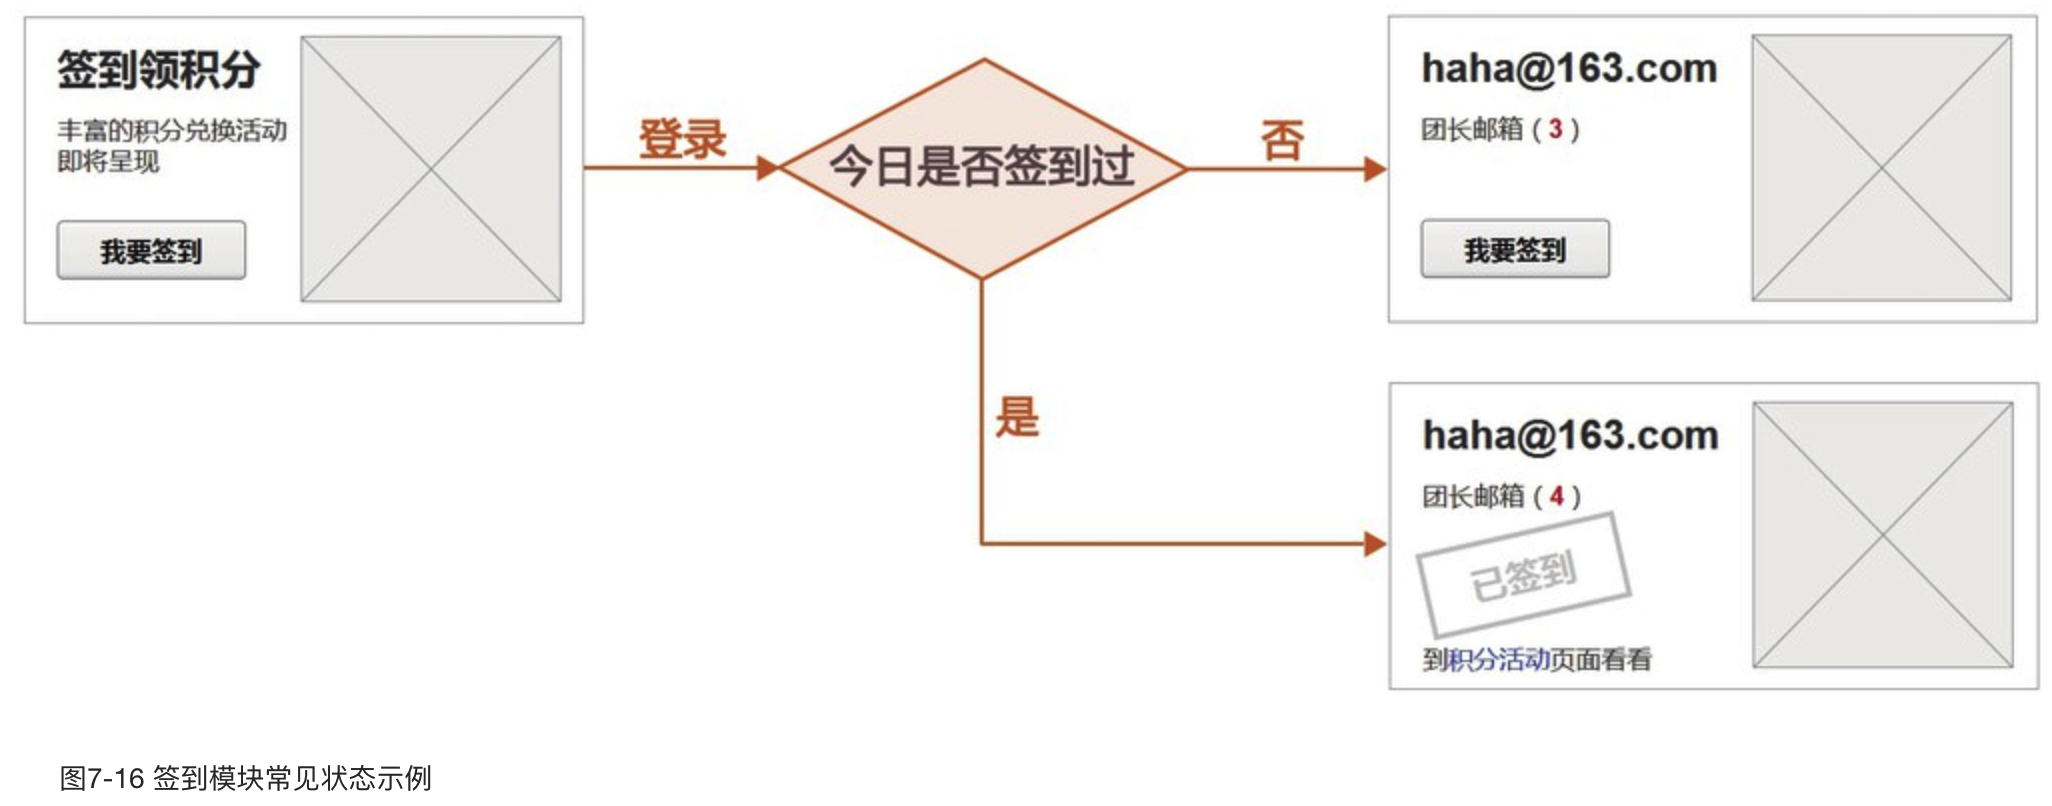 签到领积分
丰富的积分兑换活动
即将呈现
我要签到
登录
今日是否签到过
否
haha@163.com
团长邮箱（3）
我要签到
是
haha@163.com
团长邮箱（4）
已签到
到积分活动页面看看
图7-16 签到模块常见状态示例